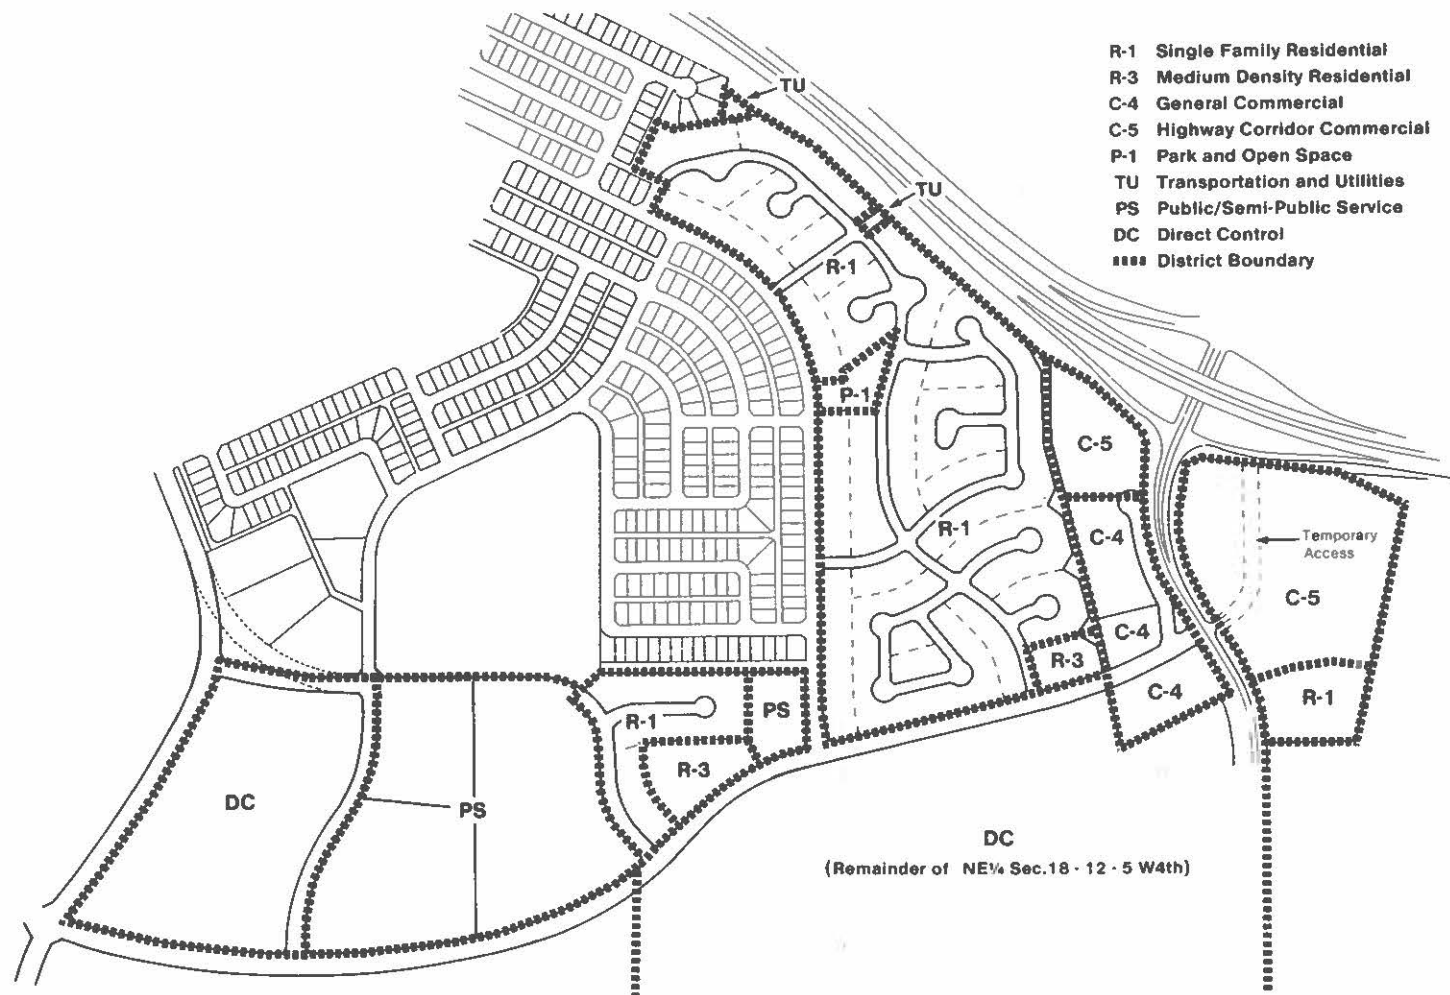 R-1 Single Family Residential
R-3 Medium Density Residential
C-4 General Commercial
C-5 Highway Corridor Commercial
P-1 Park and Open Space
TU Transportation and Utilities
PS Public/Semi-Public Service
DC Direct Control
District Boundary
TU
TU
R-1
P-1
C-5
R-1
C-4
Temporary
Access
C-5
C-4
R-3
C-4
R-1
R-1
PS
R-3
DC
PS
DC
(Remainder of NE¼ Sec.18 - 12 - 5 W4th)